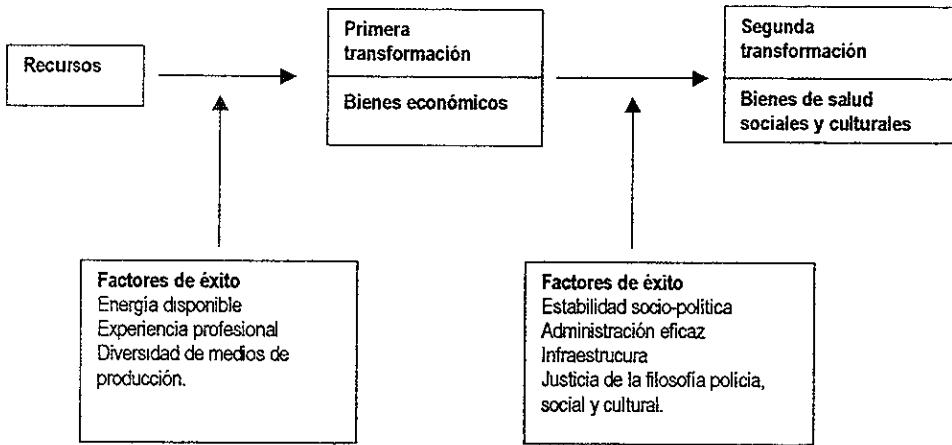 Recursos
Primera
transformación
Bienes económicos
Segunda
transformación
Bienes de salud
sociales y culturales
Factores de éxito
Energía disponible
Experiencia profesional
Diversidad de medios de
producción.
Factores de éxito
Estabilidad socio-política
Administración eficaz
Infraestrucura
Justicia de la filosofía policia,
social y cultural.